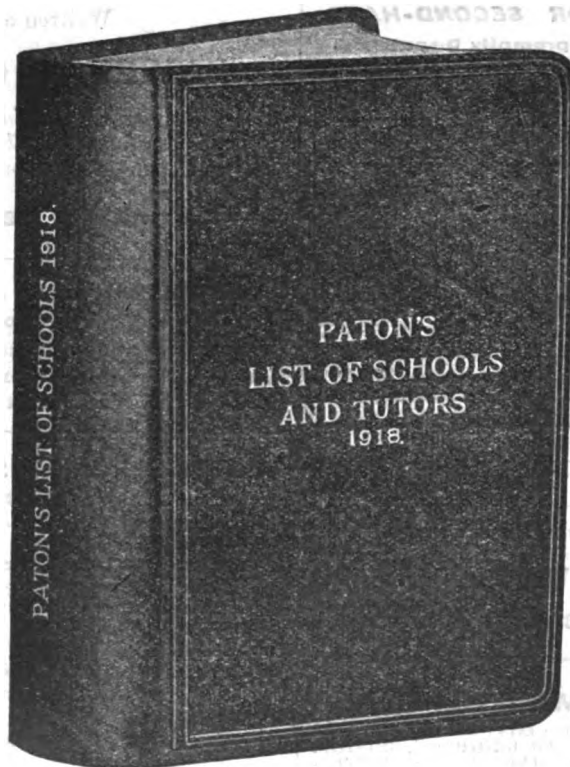 PATON'S LIST OF SCHOOLS 1918.
PATON'S
LIST OF SCHOOLS
AND TUTORS
1918.